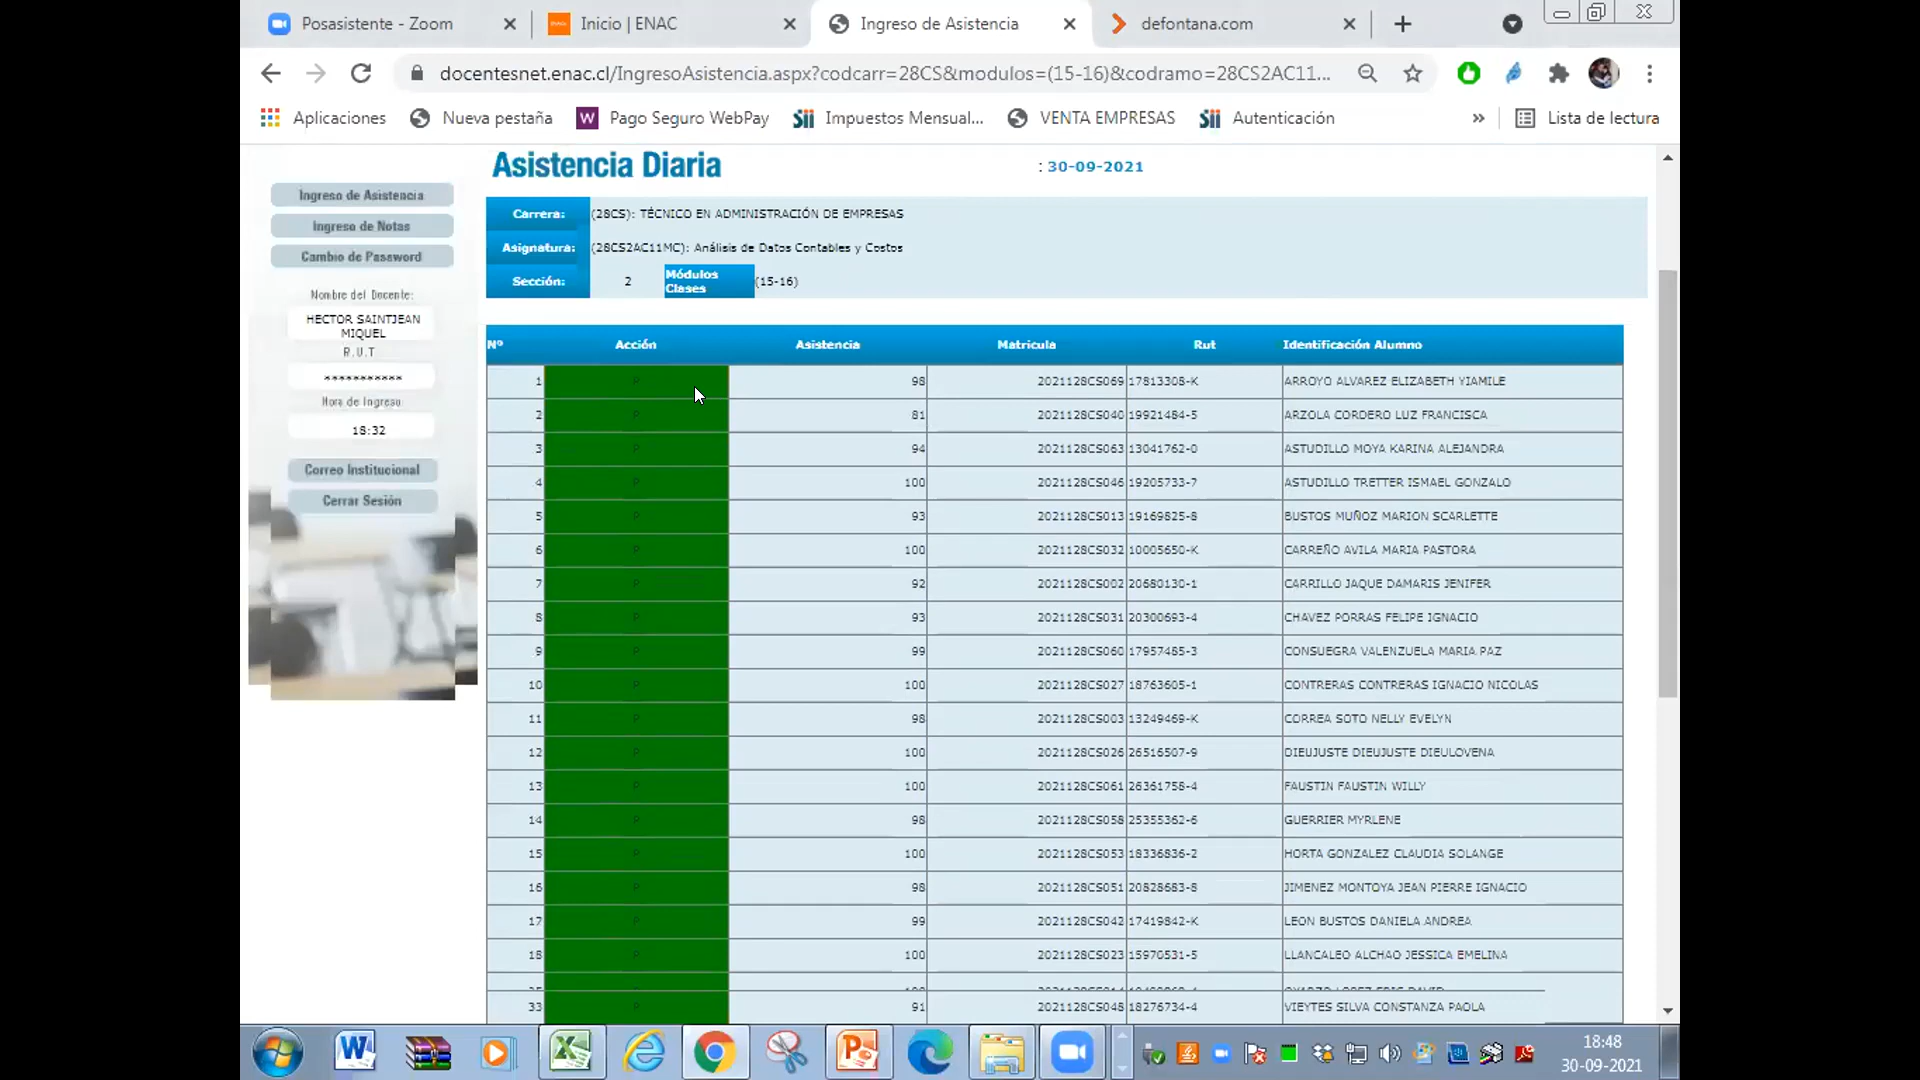 Posasistente - Zoom
Inicio | ENAC
Ingreso de Asistencia
defontana.com
docentesnet.enac.cl/IngresoAsistencia.aspx?codcarr=28CS&modulos=(15-16)&codramo=28CS2AC11...
Aplicaciones
Nueva pestaña
Pago Seguro WebPay
Impuestos Mensual...
VENTA EMPRESAS
Autenticación
»
Lista de lectura
Ingreso de Asistencia
Ingreso de Notas
Cambio de Password
Nombre del Docente:
HECTOR SAINTJEAN
MIQUEL
R.U.T
***********
Hora de Ingreso:
18:32
Correo Institucional
Cerrar Sesión
Asistencia Diaria : 30-09-2021
Carrera: (28CS): TÉCNICO EN ADMINISTRACIÓN DE EMPRESAS
Asignatura: (28CS2AC11MC): Análisis de Datos Contables y Costos
Sección: 2 Módulos Clases (15-16)
Nº Acción Asistencia Matricula Rut Identificación Alumno
1 P 98 2021128CS069 17813308-K ARROYO ALVAREZ ELIZABETH YIAMILE
2 P 81 2021128CS040 19921484-5 ARZOLA CORDERO LUZ FRANCISCA
3 P 94 2021128CS063 13041762-0 ASTUDILLO MOYA KARINA ALEJANDRA
4 P 100 2021128CS046 19205733-7 ASTUDILLO TRETTER ISMAEL GONZALO
5 P 93 2021128CS013 19169825-8 BUSTOS MUÑOZ MARION SCARLETTE
6 P 100 2021128CS032 10005650-K CARREÑO AVILA MARIA PASTORA
7 P 92 2021128CS002 20680130-1 CARRILLO JAQUE DAMARIS JENIFER
8 P 93 2021128CS031 20300693-4 CHAVEZ PORRAS FELIPE IGNACIO
9 P 99 2021128CS060 17957485-3 CONSUEGRA VALENZUELA MARIA PAZ
10 P 100 2021128CS027 18763605-1 CONTRERAS CONTRERAS IGNACIO NICOLAS
11 P 98 2021128CS003 13249469-K CORREA SOTO NELLY EVELYN
12 P 100 2021128CS026 26516507-9 DIEUJUSTE DIEUJUSTE DIEULOVENA
13 P 100 2021128CS061 26361758-4 FAUSTIN FAUSTIN WILLY
14 P 98 2021128CS058 25355362-6 GUERRIER MYRLENE
15 P 100 2021128CS053 18336836-2 HORTA GONZALEZ CLAUDIA SOLANGE
16 P 98 2021128CS051 20828683-8 JIMENEZ MONTOYA JEAN PIERRE IGNACIO
17 P 99 2021128CS042 17419842-K LEON BUSTOS DANIELA ANDREA
18 P 100 2021128CS023 15970531-5 LLANCALEO ALCHAO JESSICA EMELINA
33 P 91 2021128CS048 18276734-4 VIEYTES SILVA CONSTANZA PAOLA
18:48
30-09-2021